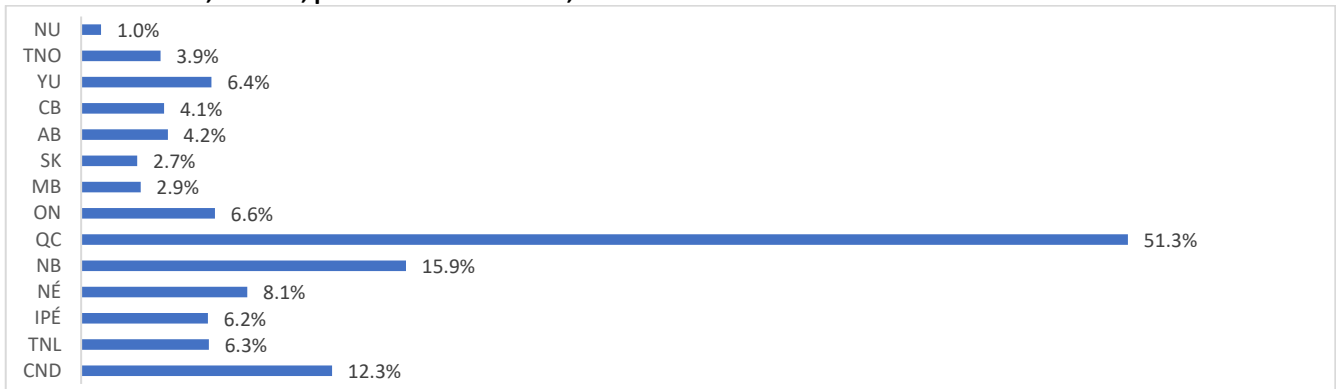 NU 1.0%
TNO 3.9%
YU 6.4%
CB 4.1%
AB 4.2%
SK 2.7%
MB 2.9%
ON 6.6%
QC 51.3%
NB 15.9%
NÉ 8.1%
IPÉ 6.2%
TNL 6.3%
CND 12.3%